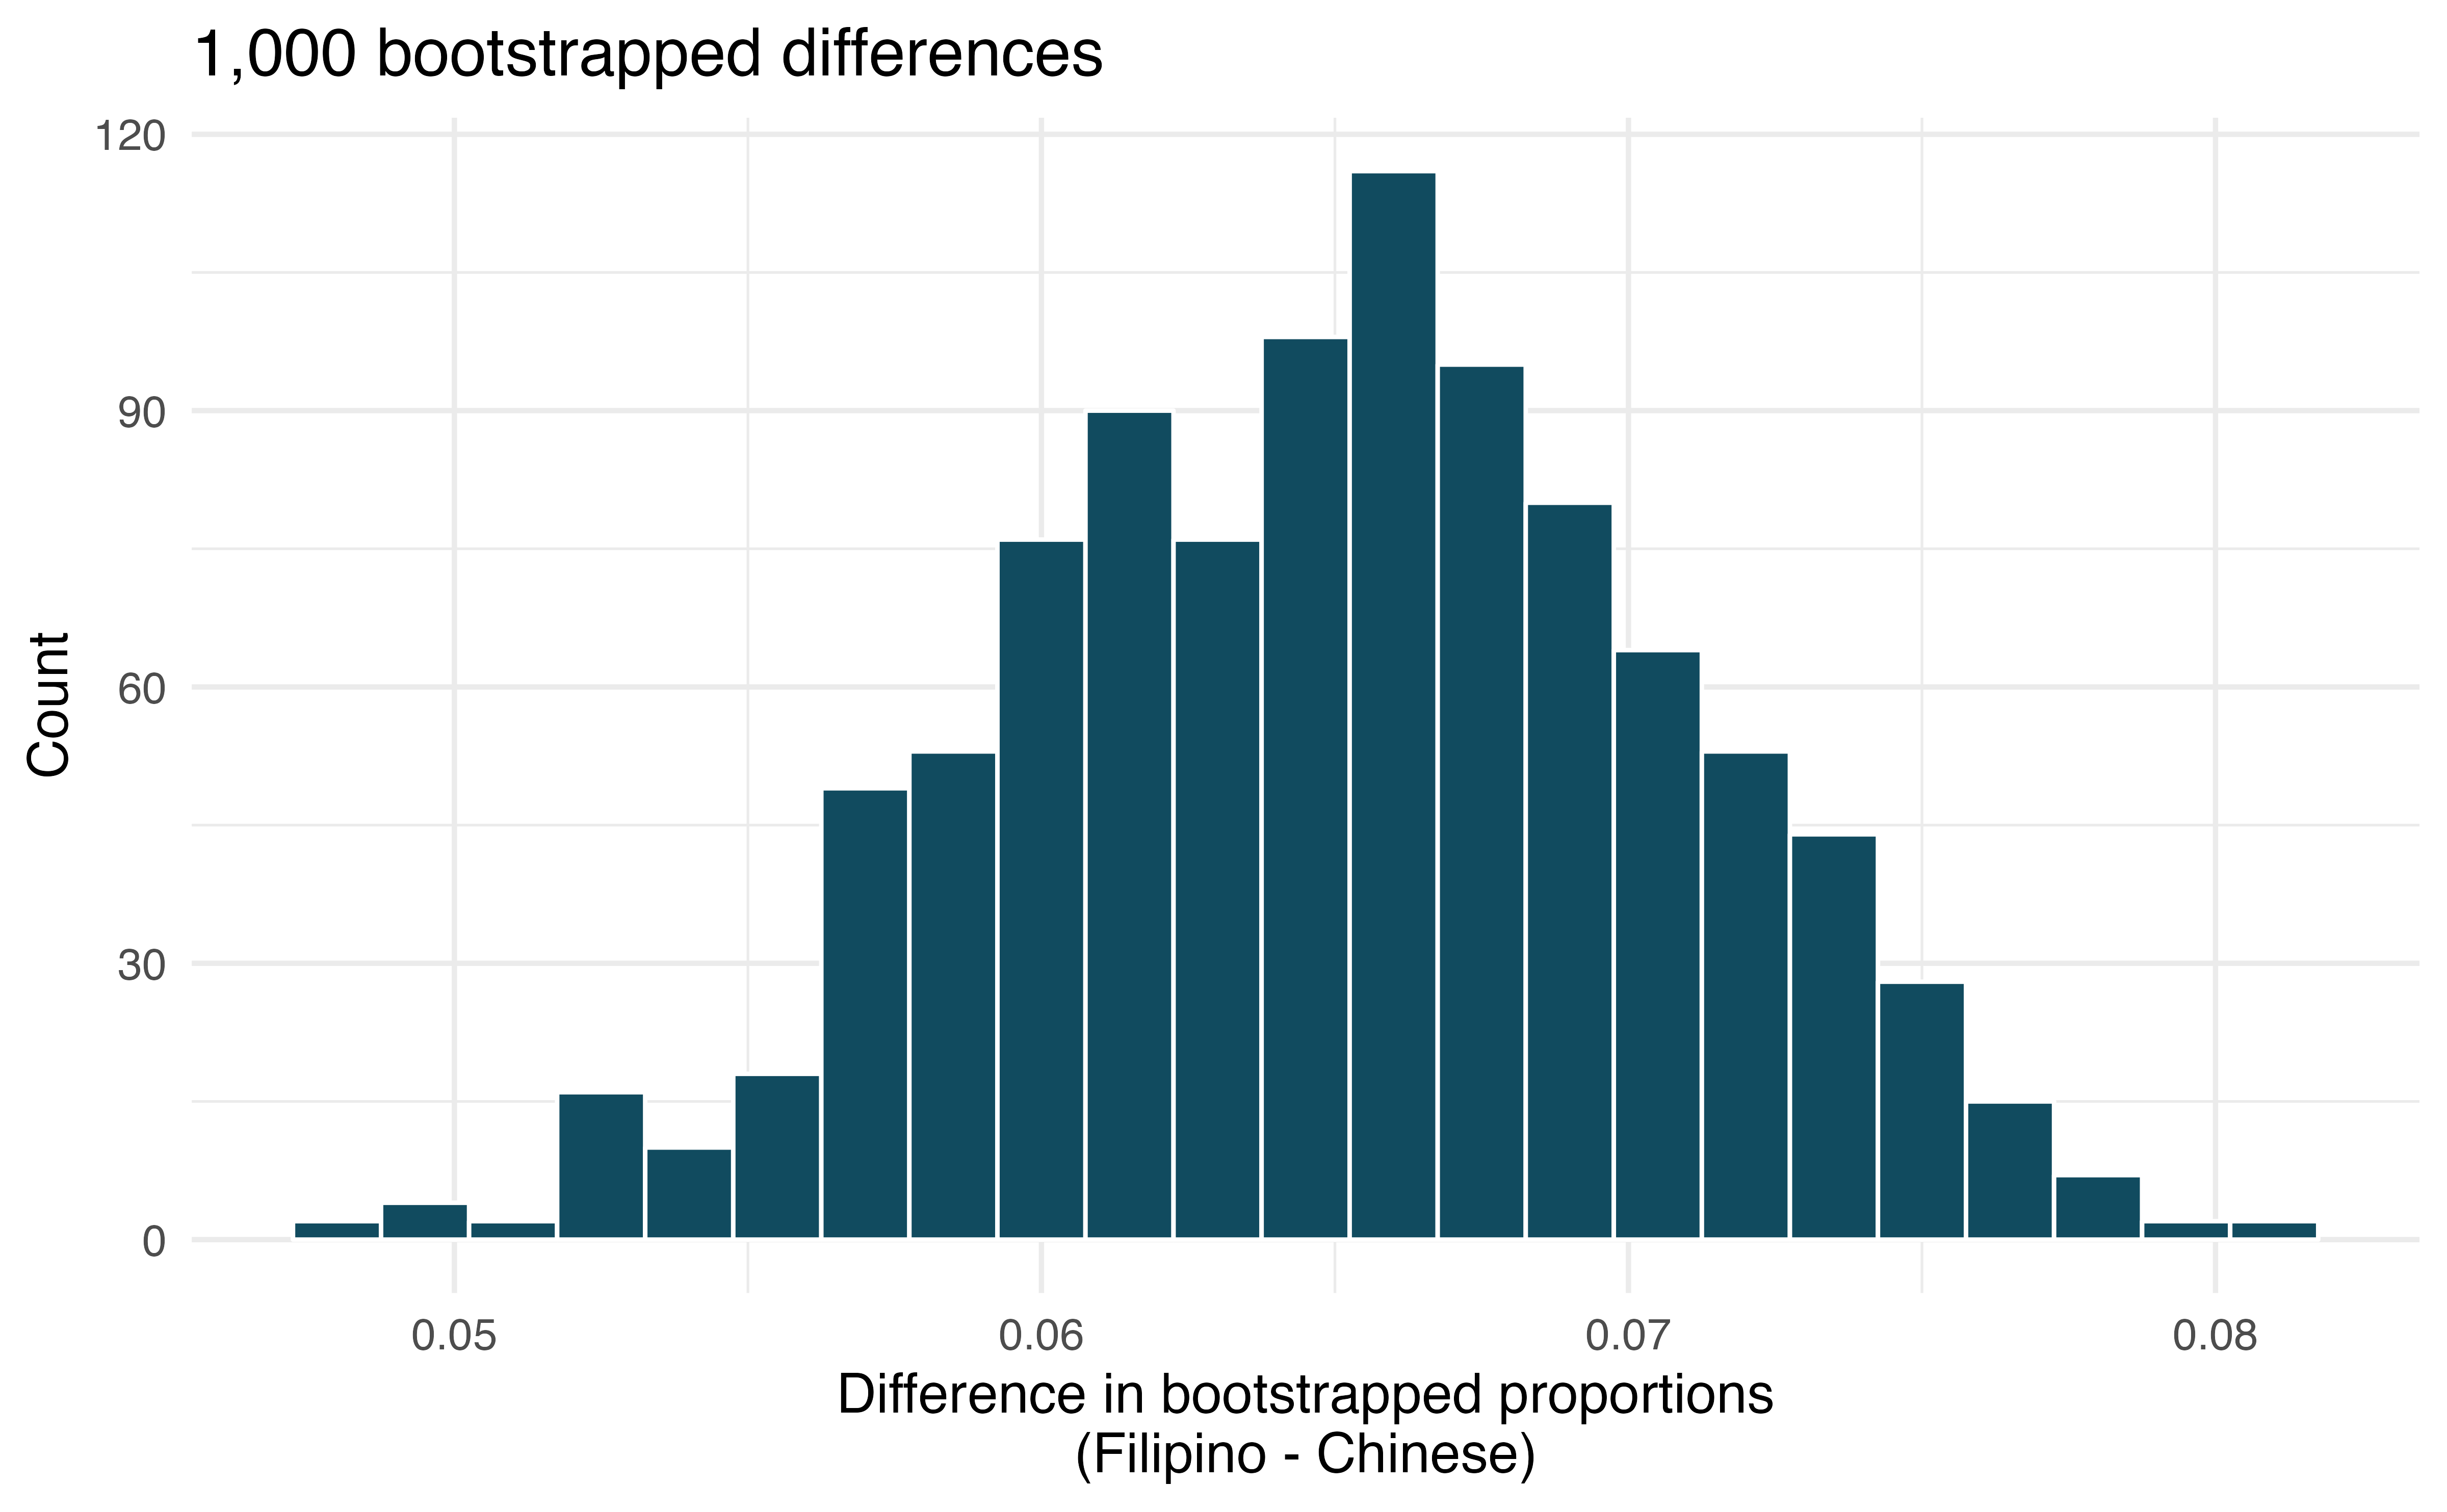 1,000 bootstrapped differences
120
90
60
30
0
Count
0.05 0.06 0.07 0.08
Difference in bootstrapped proportions
(Filipino - Chinese)